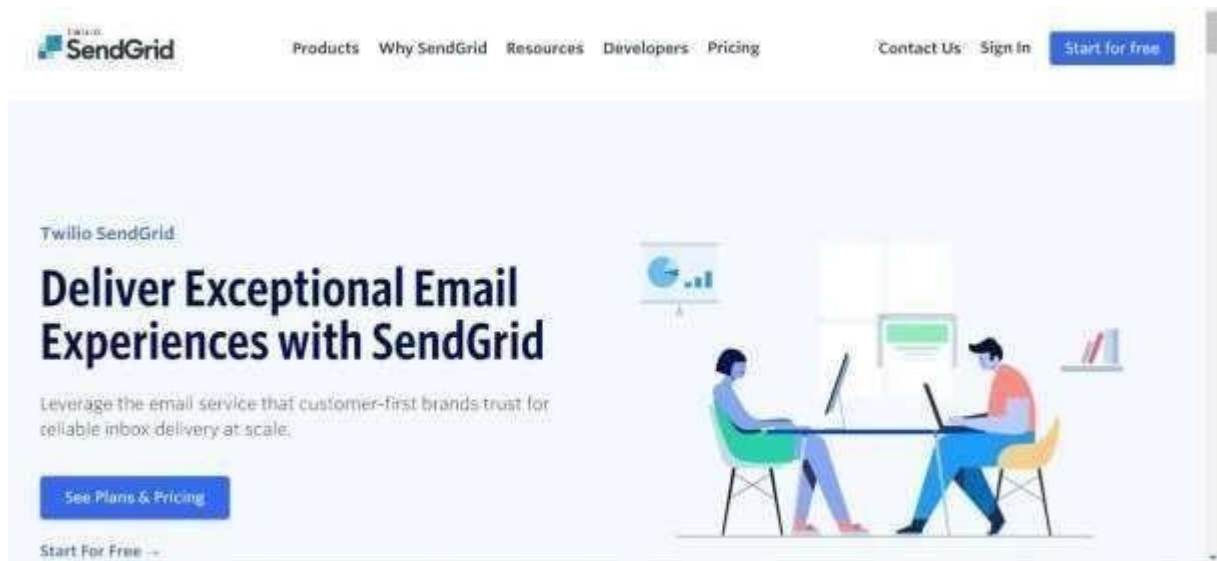 SendGrid
Products Why SendGrid Resources Developers Pricing
Contact Us Sign In Start for free
Twilio SendGrid
Deliver Exceptional Email
Experiences with SendGrid
Leverage the email service that customer-first brands trust for
reliable inbox delivery at scale.
See Plans & Pricing
Start For Free →